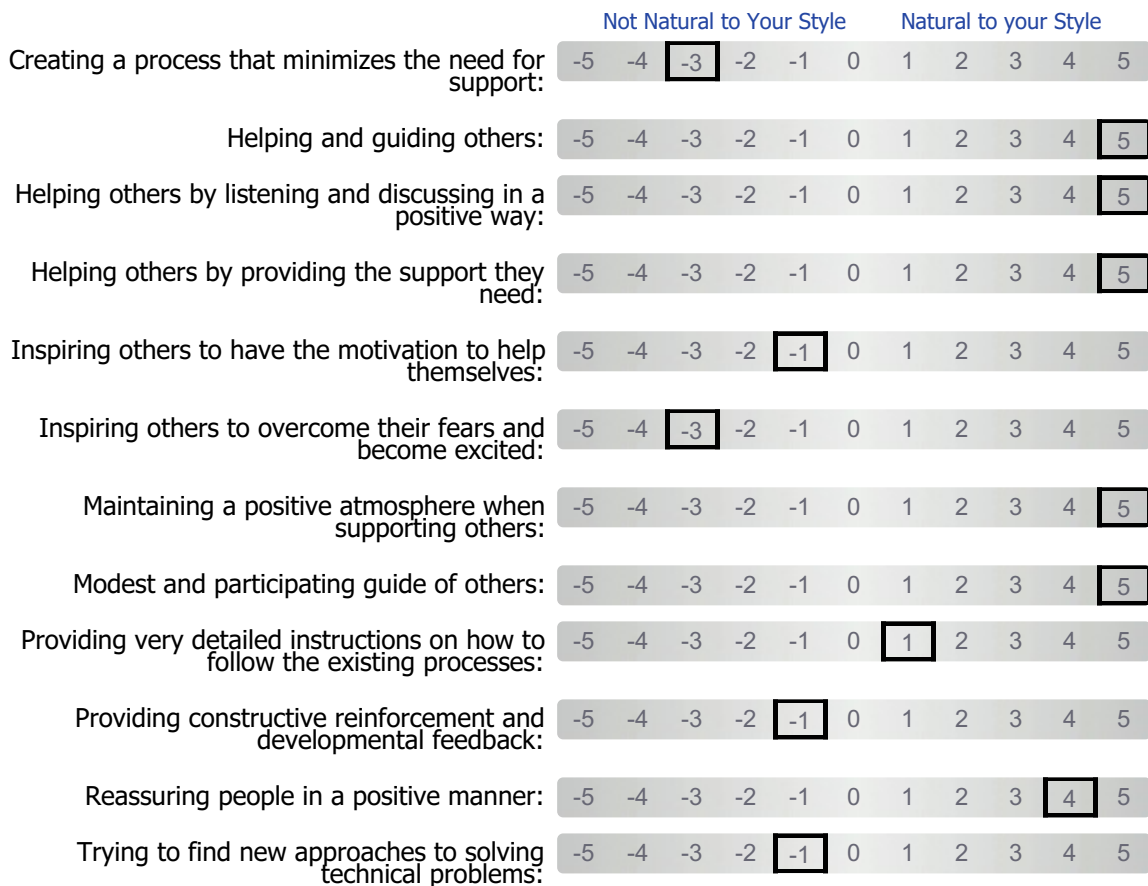 Not Natural to Your Style Natural to your Style
Creating a process that minimizes the need for
support: -5 -4 -3 -2 -1 0 1 2 3 4 5
Helping and guiding others: -5 -4 -3 -2 -1 0 1 2 3 4 5
Helping others by listening and discussing in a
positive way: -5 -4 -3 -2 -1 0 1 2 3 4 5
Helping others by providing the support they
need: -5 -4 -3 -2 -1 0 1 2 3 4 5
Inspiring others to have the motivation to help
themselves: -5 -4 -3 -2 -1 0 1 2 3 4 5
Inspiring others to overcome their fears and
become excited: -5 -4 -3 -2 -1 0 1 2 3 4 5
Maintaining a positive atmosphere when
supporting others: -5 -4 -3 -2 -1 0 1 2 3 4 5
Modest and participating guide of others: -5 -4 -3 -2 -1 0 1 2 3 4 5
Providing very detailed instructions on how to
follow the existing processes: -5 -4 -3 -2 -1 0 1 2 3 4 5
Providing constructive reinforcement and
developmental feedback: -5 -4 -3 -2 -1 0 1 2 3 4 5
Reassuring people in a positive manner: -5 -4 -3 -2 -1 0 1 2 3 4 5
Trying to find new approaches to solving
technical problems: -5 -4 -3 -2 -1 0 1 2 3 4 5